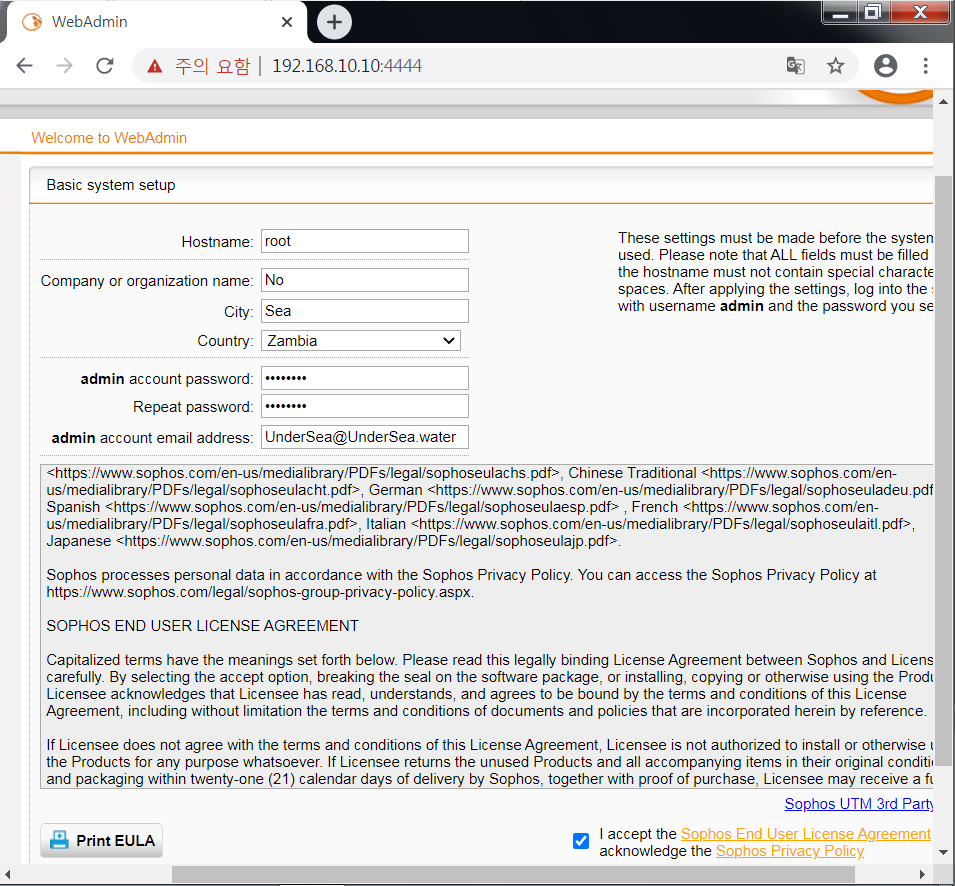 WebAdmin
주의 요함 192.168.10.10:4444
Welcome to WebAdmin
Basic system setup
Hostname: root
Company or organization name: No
City: Sea
Country: Zambia
admin account password: ••••••••
Repeat password: ••••••••
admin account email address: UnderSea@UnderSea.water
These settings must be made before the system
used. Please note that ALL fields must be filled
the hostname must not contain special characte
spaces. After applying the settings, log into the
with username admin and the password you se
<https://www.sophos.com/en-us/medialibrary/PDFs/legal/sophoseulachs.pdf>, Chinese Traditional <https://www.sophos.com/en-
us/medialibrary/PDFs/legal/sophoseulacht.pdf>, German <https://www.sophos.com/en-us/medialibrary/PDFs/legal/sophoseuladeu.pdf
Spanish <https://www.sophos.com/en-us/medialibrary/PDFs/legal/sophoseulaesp.pdf> , French <https://www.sophos.com/en-
us/medialibrary/PDFs/legal/sophoseulafra.pdf>, Italian <https://www.sophos.com/en-us/medialibrary/PDFs/legal/sophoseulaitl.pdf>,
Japanese <https://www.sophos.com/en-us/medialibrary/PDFs/legal/sophoseulajp.pdf>.
Sophos processes personal data in accordance with the Sophos Privacy Policy. You can access the Sophos Privacy Policy at
https://www.sophos.com/legal/sophos-group-privacy-policy.aspx.
SOPHOS END USER LICENSE AGREEMENT
Capitalized terms have the meanings set forth below. Please read this legally binding License Agreement between Sophos and Licens
carefully. By selecting the accept option, breaking the seal on the software package, or installing, copying or otherwise using the Produ
Licensee acknowledges that Licensee has read, understands, and agrees to be bound by the terms and conditions of this License
Agreement, including without limitation the terms and conditions of documents and policies that are incorporated herein by reference.
If Licensee does not agree with the terms and conditions of this License Agreement, Licensee is not authorized to install or otherwise u
the Products for any purpose whatsoever. If Licensee returns the unused Products and all accompanying items in their original conditi
and packaging within twenty-one (21) calendar days of delivery by Sophos, together with proof of purchase, Licensee may receive a fu
Sophos UTM 3rd Party
Print EULA
I accept the Sophos End User License Agreement
acknowledge the Sophos Privacy Policy